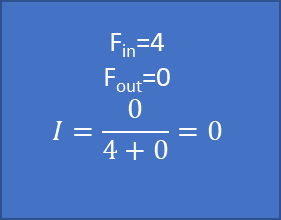 F_in=4
F_out=0
I = 0/(4 + 0) = 0